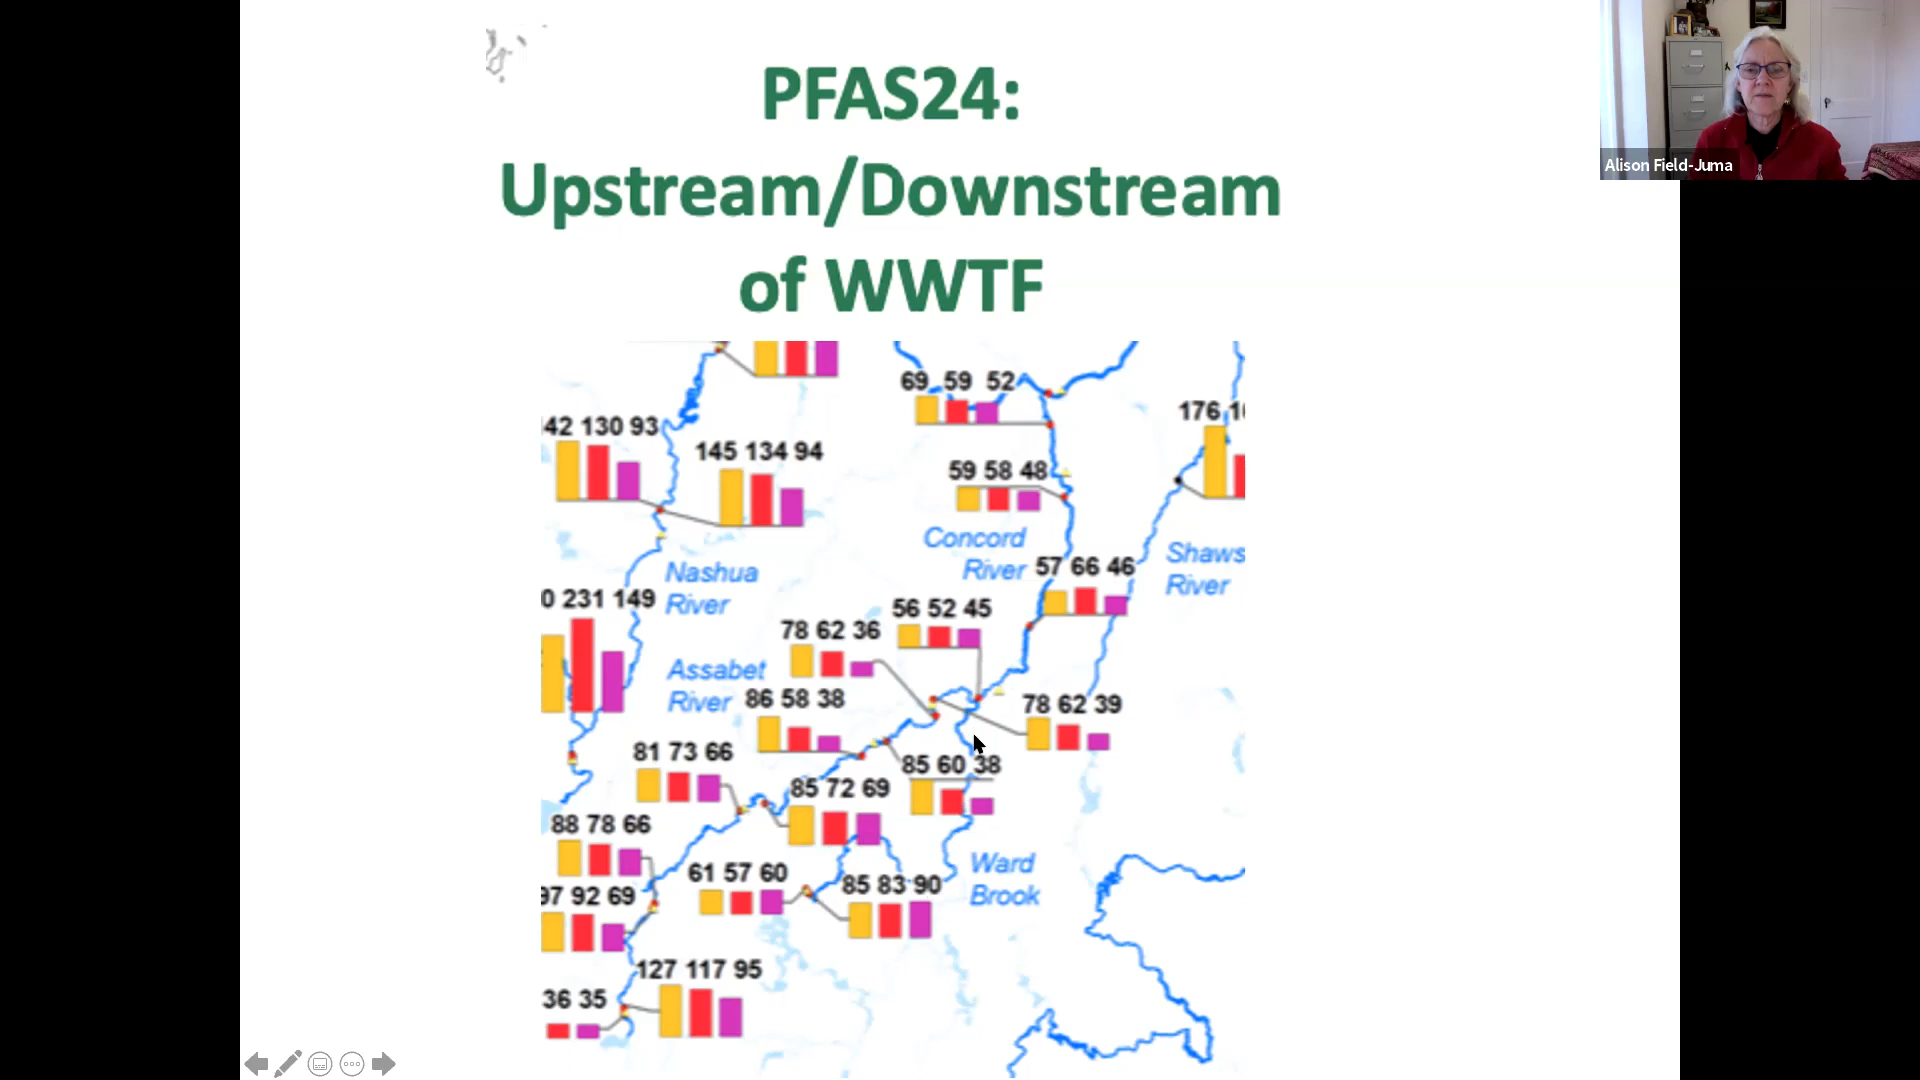 PFAS24:
Upstream/Downstream
of WWTF
Alison Field-Juma
69 59 52
176
42 130 93
145 134 94
59 58 48
Concord
River
Shaws
River
57 66 46
Nashua
River
0 231 149
56 52 45
78 62 36
Assabet
River
86 58 38
78 62 39
81 73 66
85 60 38
85 72 69
88 78 66
61 57 60
85 83 90
Ward
Brook
97 92 69
127 117 95
36 35